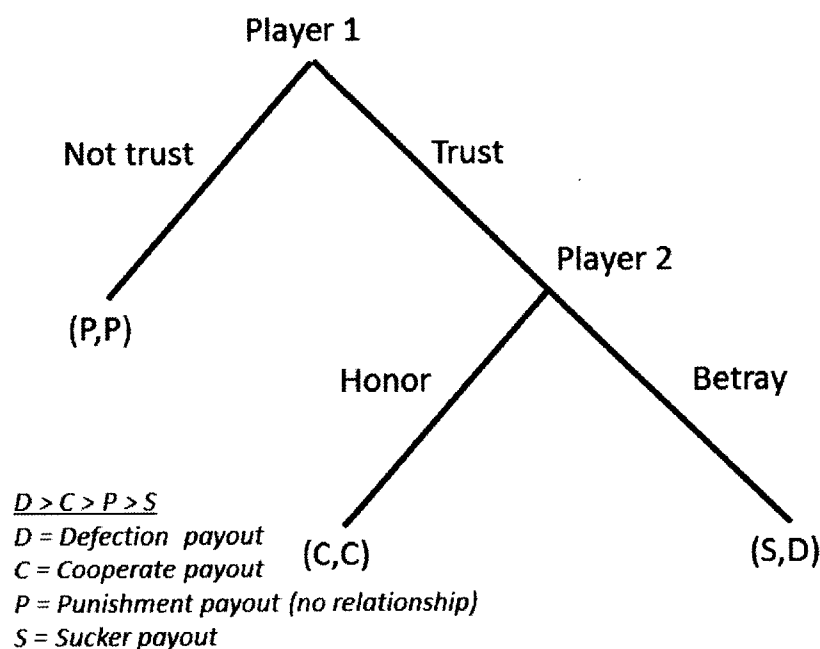 Player 1
Not trust
Trust
Player 2
(P,P)
Honor
Betray
D > C > P > S
D = Defection payout
C = Cooperate payout
P = Punishment payout (no relationship)
S = Sucker payout
(C,C)
(S,D)